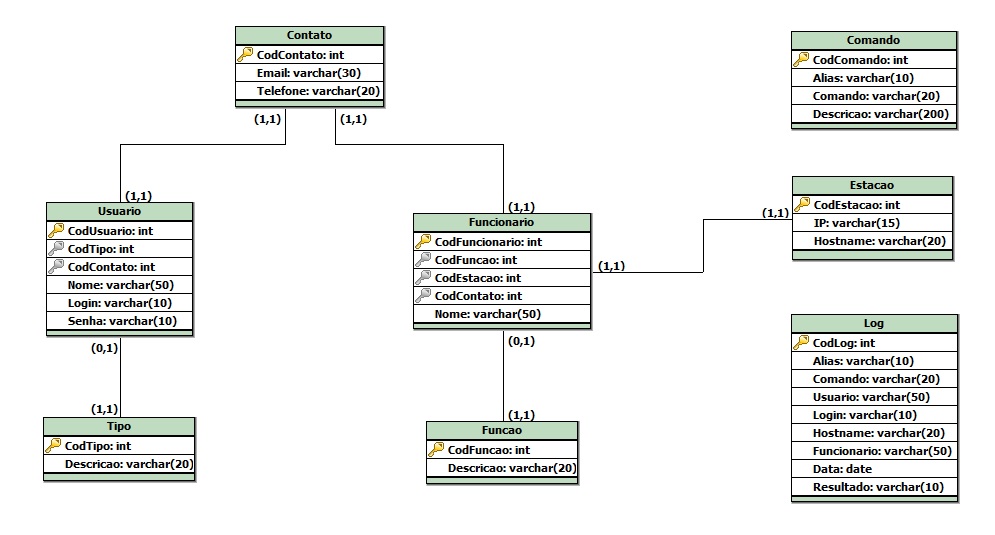 Contato
CodContato: int
Email: varchar(30)
Telefone: varchar(20)
(1,1)
(1,1)
Comando
CodComando: int
Alias: varchar(10)
Comando: varchar(20)
Descricao: varchar(200)
(1,1)
Usuario
CodUsuario: int
CodTipo: int
CodContato: int
Nome: varchar(50)
Login: varchar(10)
Senha: varchar(10)
(0,1)
(1,1)
Funcionario
CodFuncionario: int
CodFuncao: int
CodEstacao: int
CodContato: int
Nome: varchar(50)
(1,1)
(0,1)
(1,1)
Estacao
CodEstacao: int
IP: varchar(15)
Hostname: varchar(20)
(1,1)
Tipo
CodTipo: int
Descricao: varchar(20)
(1,1)
Funcao
CodFuncao: int
Descricao: varchar(20)
Log
CodLog: int
Alias: varchar(10)
Comando: varchar(20)
Usuario: varchar(50)
Login: varchar(10)
Hostname: varchar(20)
Funcionario: varchar(50)
Data: date
Resultado: varchar(10)